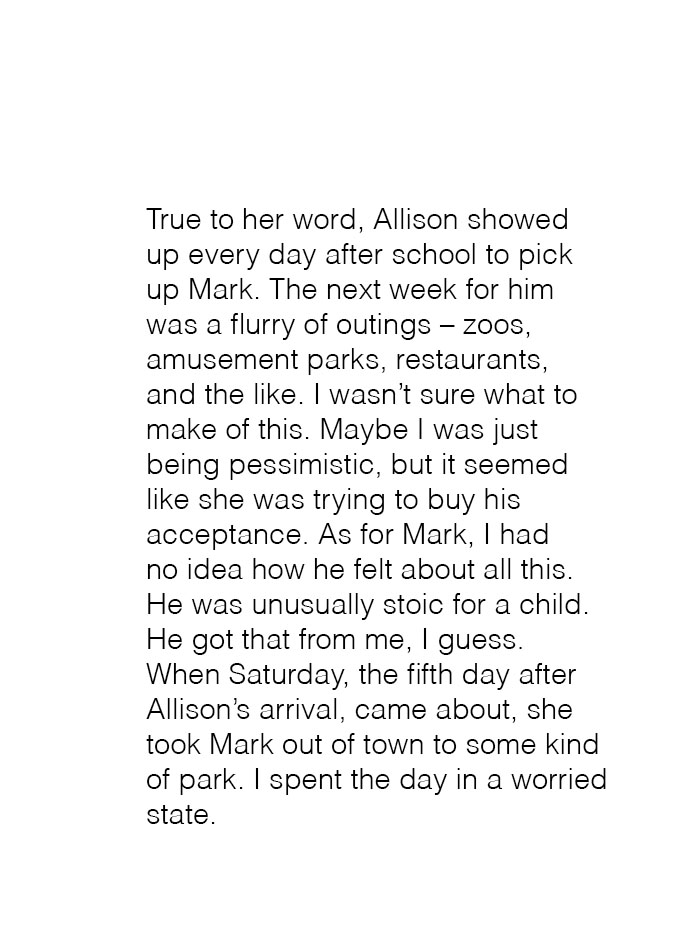 True to her word, Allison showed
up every day after school to pick
up Mark. The next week for him
was a flurry of outings – zoos,
amusement parks, restaurants,
and the like. I wasn’t sure what to
make of this. Maybe I was just
being pessimistic, but it seemed
like she was trying to buy his
acceptance. As for Mark, I had
no idea how he felt about all this.
He was unusually stoic for a child.
He got that from me, I guess.
When Saturday, the fifth day after
Allison’s arrival, came about, she
took Mark out of town to some kind
of park. I spent the day in a worried
state.